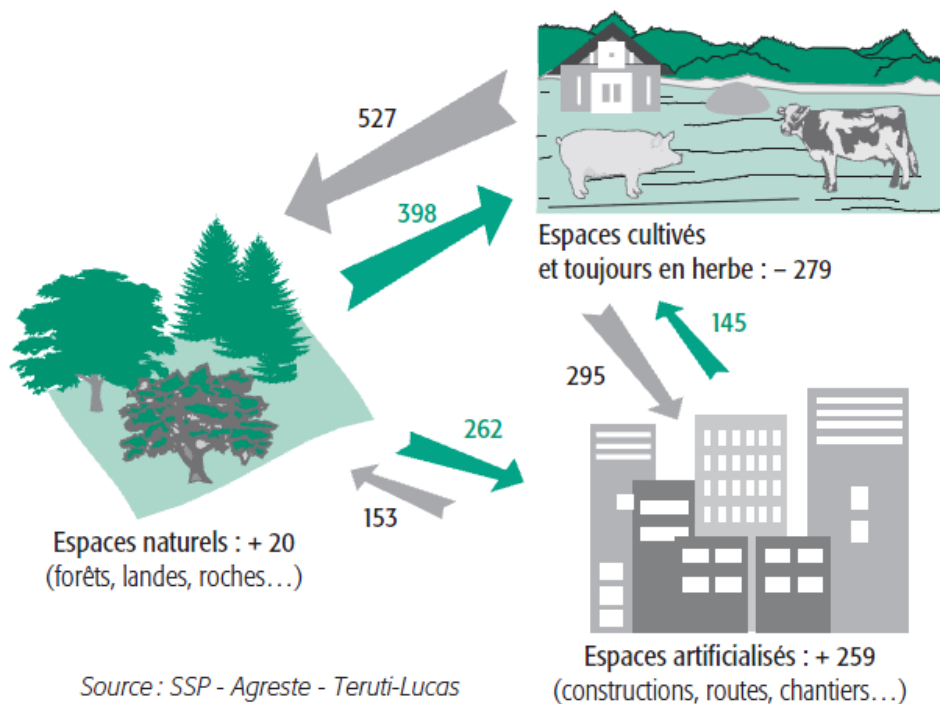 527
398
Espaces cultivés
et toujours en herbe : – 279
145
295
262
153
Espaces naturels : + 20
(forêts, landes, roches…)
Espaces artificialisés : + 259
(constructions, routes, chantiers…)
Source : SSP - Agreste - Teruti-Lucas